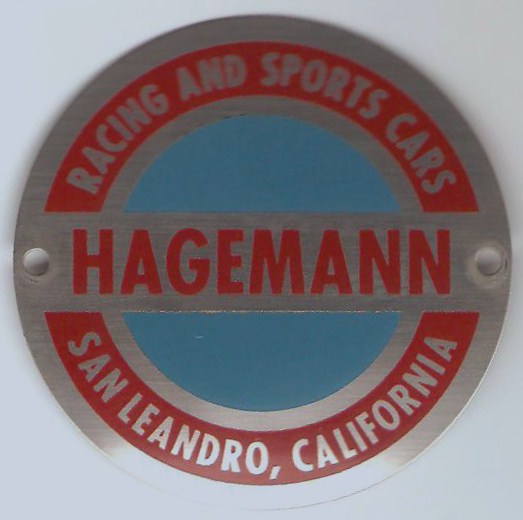 RACING AND SPORTS CARS
HAGEMANN
SAN LEANDRO, CALIFORNIA